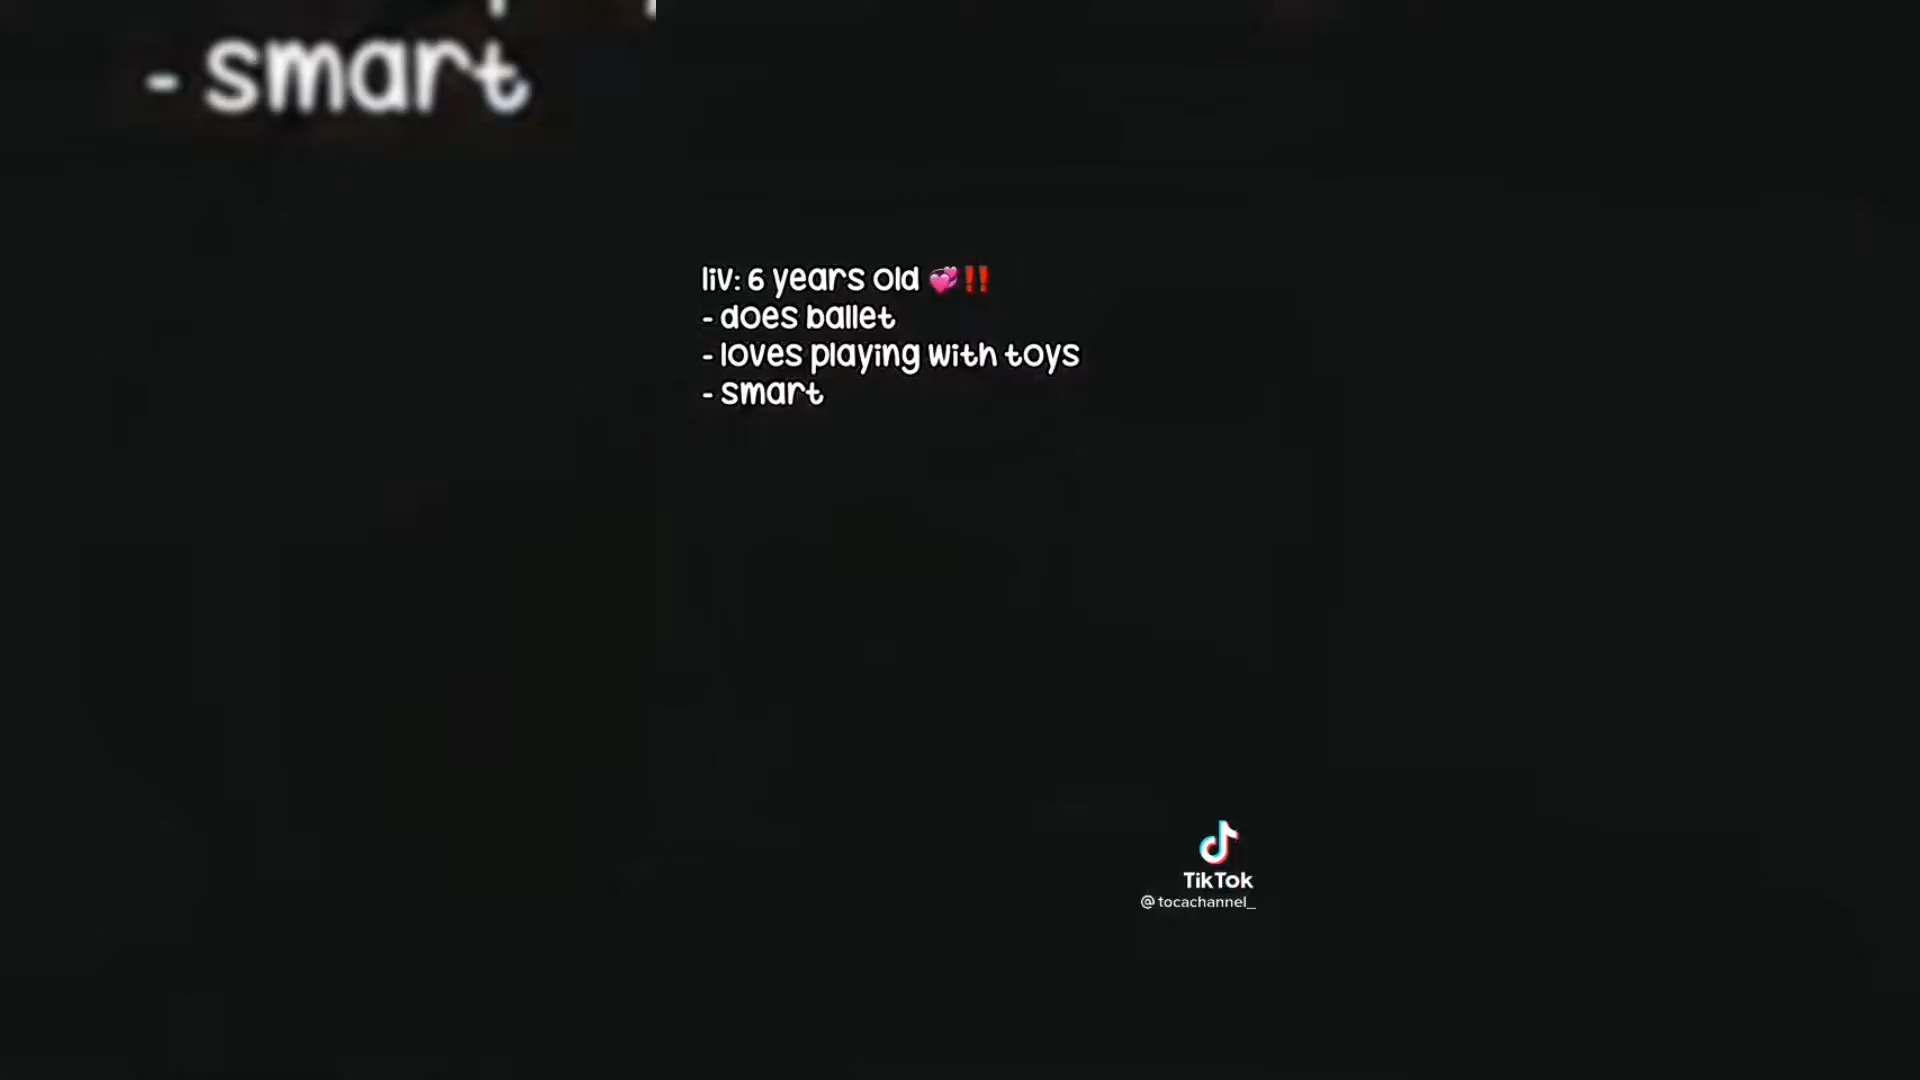 - smart
liv: 6 years old 💞‼️
- does ballet
- loves playing with toys
- smart
TikTok
@tocachannel_